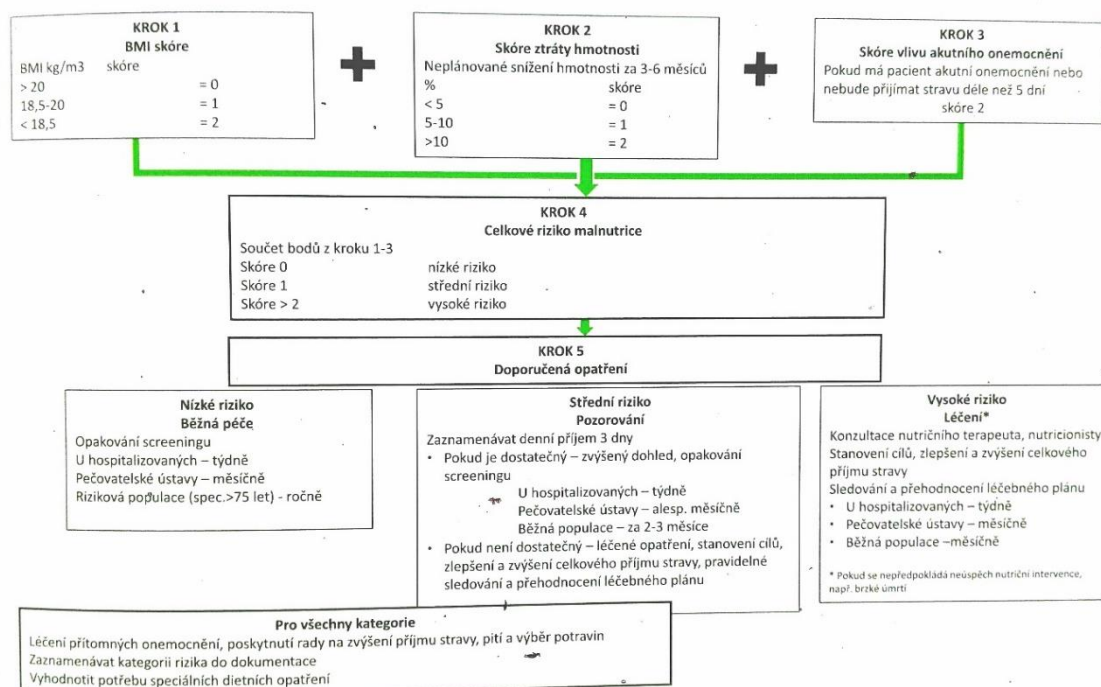 KROK 1
BMI skóre
BMI kg/m3 skóre
> 20 = 0
18,5-20 = 1
< 18,5 = 2
KROK 2
Skóre ztráty hmotnosti
Neplánované snížení hmotnosti za 3-6 měsíců
% skóre
< 5 = 0
5-10 = 1
>10 = 2
KROK 3
Skóre vlivu akutního onemocnění
Pokud má pacient akutní onemocnění nebo
nebude přijímat stravu déle než 5 dní
skóre 2
KROK 4
Celkové riziko malnutrice
Součet bodů z kroku 1-3
Skóre 0 nízké riziko
Skóre 1 střední riziko
Skóre > 2 vysoké riziko
KROK 5
Doporučená opatření
Nízké riziko
Běžná péče
Opakování screeningu
U hospitalizovaných – týdně
Pečovatelské ústavy – měsíčně
Riziková populace (spec.>75 let) - ročně
Střední riziko
Pozorování
Zaznamenávat denní příjem 3 dny
• Pokud je dostatečný – zvýšený dohled, opakování
screeningu
U hospitalizovaných – týdně
Pečovatelské ústavy – alesp. měsíčně
Běžná populace – za 2-3 měsíce
• Pokud není dostatečný – léčené opatření, stanovení cílů,
zlepšení a zvýšení celkového příjmu stravy, pravidelné
sledování a přehodnocení léčebného plánu
Vysoké riziko
Léčení*
Konzultace nutričního terapeuta, nutricionisty
Stanovení cílů, zlepšení a zvýšení celkového
příjmu stravy
Sledování a přehodnocení léčebného plánu
• U hospitalizovaných – týdně
• Pečovatelské ústavy – měsíčně
• Běžná populace –měsíčně
* Pokud se nepředpokládá neúspěch nutriční intervence,
např. brzké úmrtí
Pro všechny kategorie
Léčení přítomných onemocnění, poskytnutí rady na zvýšení příjmu stravy, pití a výběr potravin
Zaznamenávat kategorii rizika do dokumentace
Vyhodnotit potřebu speciálních dietních opatření